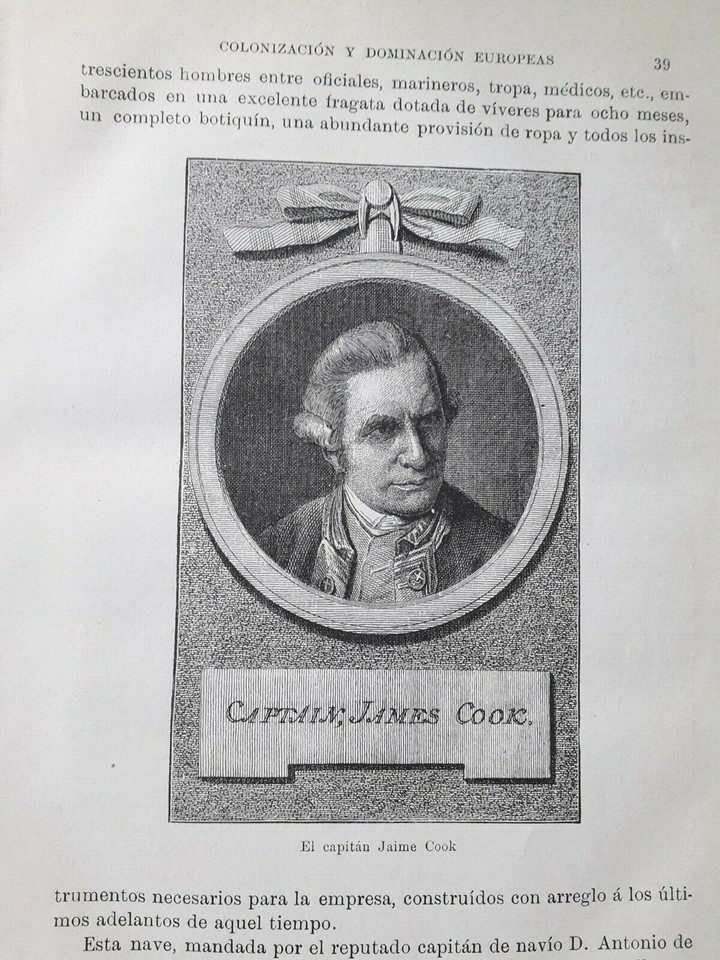 COLONIZACIÓN Y DOMINACIÓN EUROPEAS 39
trescientos hombres entre oficiales, marineros, tropa, médicos, etc., em-
barcados en una excelente fragata dotada de víveres para ocho meses,
un completo botiquín, una abundante provisión de ropa y todos los ins-
CAPTAIN; JAMES COOK.
El capitán Jaime Cook
trumentos necesarios para la empresa, construídos con arreglo á los últi-
mos adelantos de aquel tiempo.
Esta nave, mandada por el reputado capitán de navío D. Antonio de